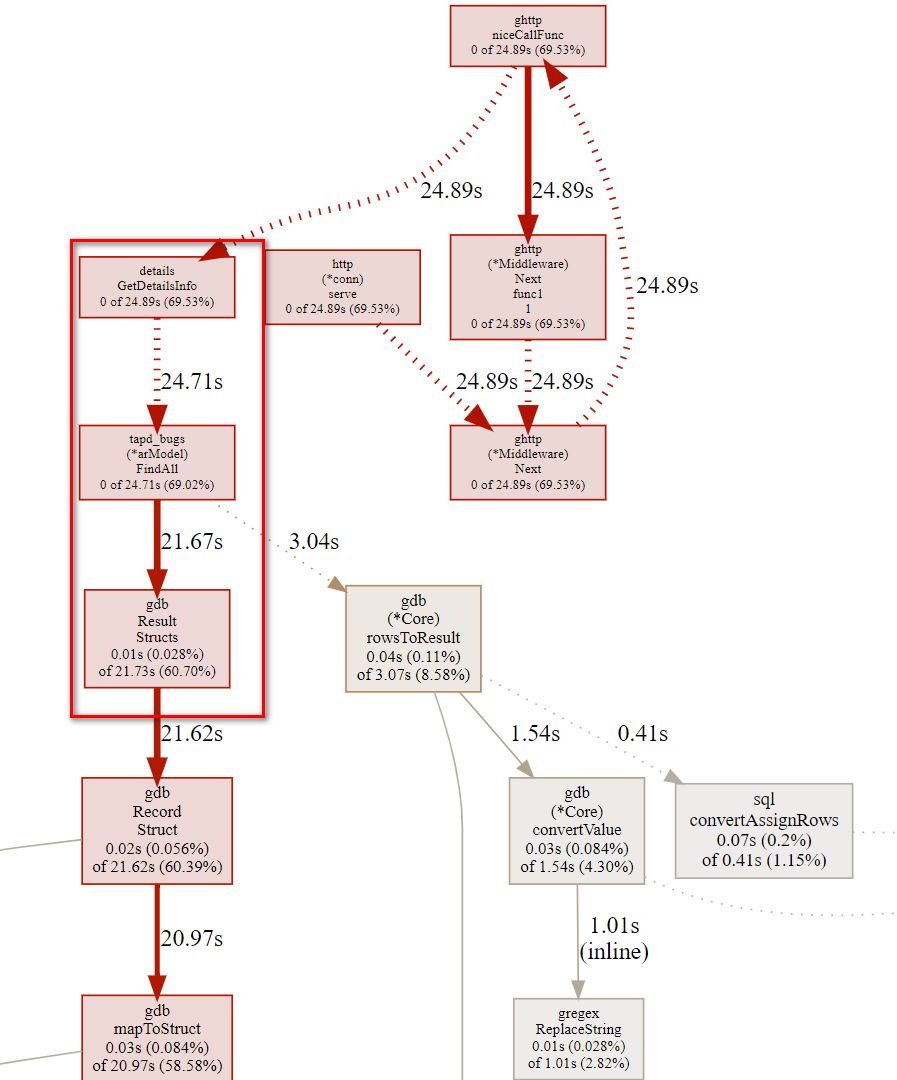 ghttp
niceCallFunc
0 of 24.89s (69.53%)
24.89s
24.89s
details
GetDetailsInfo
0 of 24.89s (69.53%)
http
(*conn)
serve
0 of 24.89s (69.53%)
ghttp
(*Middleware)
Next
func1
1
0 of 24.89s (69.53%)
24.89s
24.71s
24.89s
24.89s
tapd_bugs
(*arModel)
FindAll
0 of 24.71s (69.02%)
ghttp
(*Middleware)
Next
0 of 24.89s (69.53%)
21.67s
3.04s
gdb
Result
Structs
0.01s (0.028%)
of 21.73s (60.70%)
gdb
(*Core)
rowsToResult
0.04s (0.11%)
of 3.07s (8.58%)
21.62s
1.54s
0.41s
gdb
Record
Struct
0.02s (0.056%)
of 21.62s (60.39%)
gdb
(*Core)
convertValue
0.03s (0.084%)
of 1.54s (4.30%)
sql
convertAssignRows
0.07s (0.2%)
of 0.41s (1.15%)
20.97s
1.01s
(inline)
gdb
mapToStruct
0.03s (0.084%)
of 20.97s (58.58%)
gregex
ReplaceString
0.01s (0.028%)
of 1.01s (2.82%)